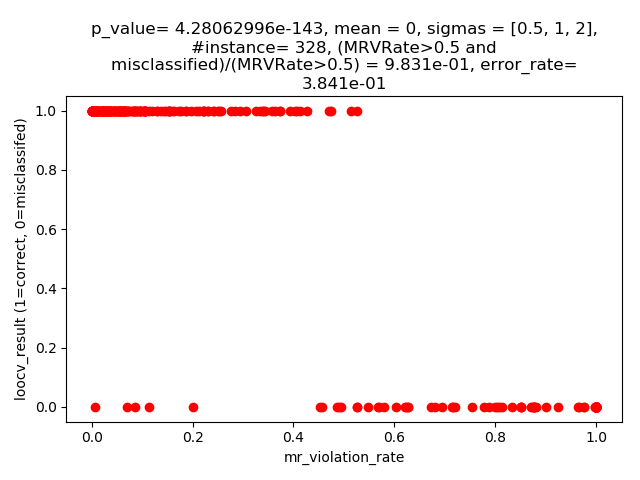 p_value= 4.28062996e-143, mean = 0, sigmas = [0.5, 1, 2],
#instance= 328, (MRVRate>0.5 and
misclassified)/(MRVRate>0.5) = 9.831e-01, error_rate=
3.841e-01
loocv_result (1=correct, 0=misclassifed)
1.0
0.8
0.6
0.4
0.2
0.0
0.0 0.2 0.4 0.6 0.8 1.0
mr_violation_rate